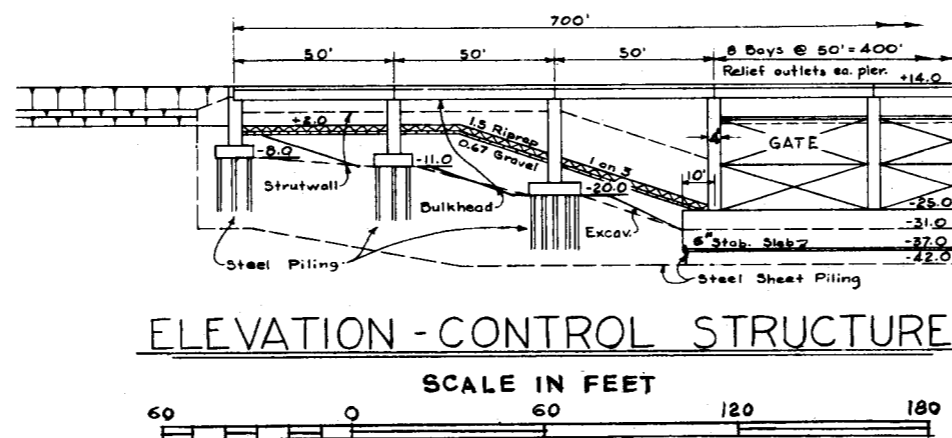 700'
50' 50' 50' 8 Bays @ 50' = 400'
Relief outlets ea. pier.
+14.0
+2.0
1.5 Riprap
0.67 Gravel
1 on 3
GATE
-8.0
-11.0
10'
Strutwall
-20.0
Bulkhead
-25.0
Excav.
-31.0
6" Stab. Slab
-37.0
Steel Piling
-42.0
Steel Sheet Piling
ELEVATION - CONTROL STRUCTURE
SCALE IN FEET
60 0 60 120 180